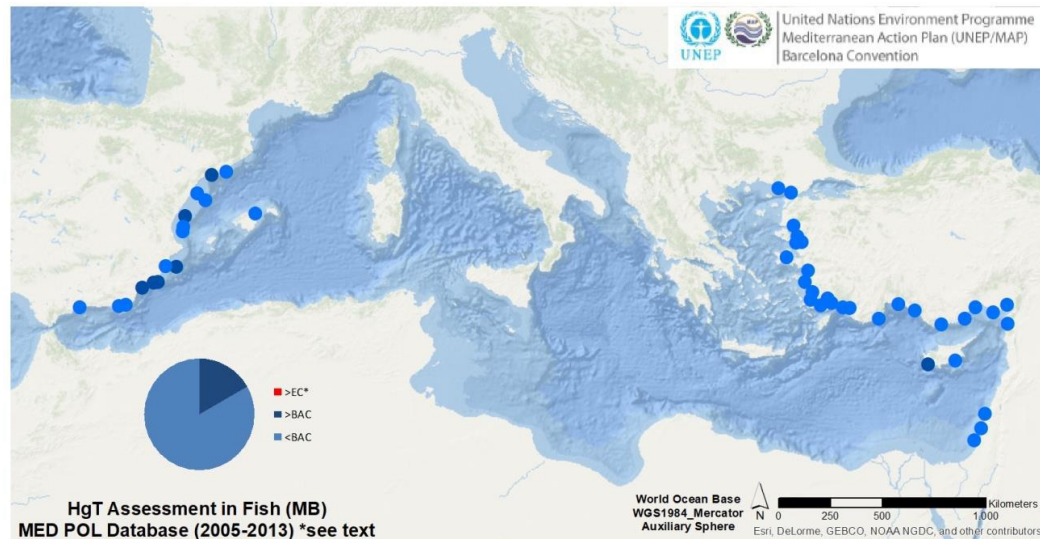 UNEP
MAP
United Nations Environment Programme
Mediterranean Action Plan (UNEP/MAP)
Barcelona Convention
>EC*
>BAC
<BAC
HgT Assessment in Fish (MB)
MED POL Database (2005-2013) *see text
World Ocean Base
WGS1984_Mercator
Auxiliary Sphere
N
Kilometers
0 250 500 1.000
Esri, DeLorme, GEBCO, NOAA NGDC, and other contributors